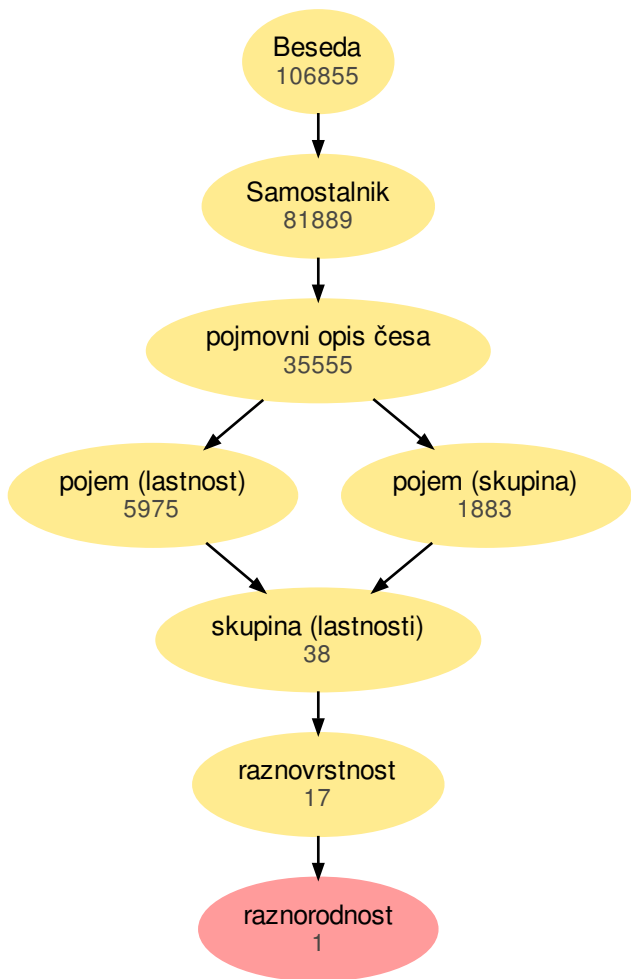 Beseda
106855
Samostalnik
81889
pojmovni opis česa
35555
pojem (lastnost)
5975
pojem (skupina)
1883
skupina (lastnosti)
38
raznovrstnost
17
raznorodnost
1